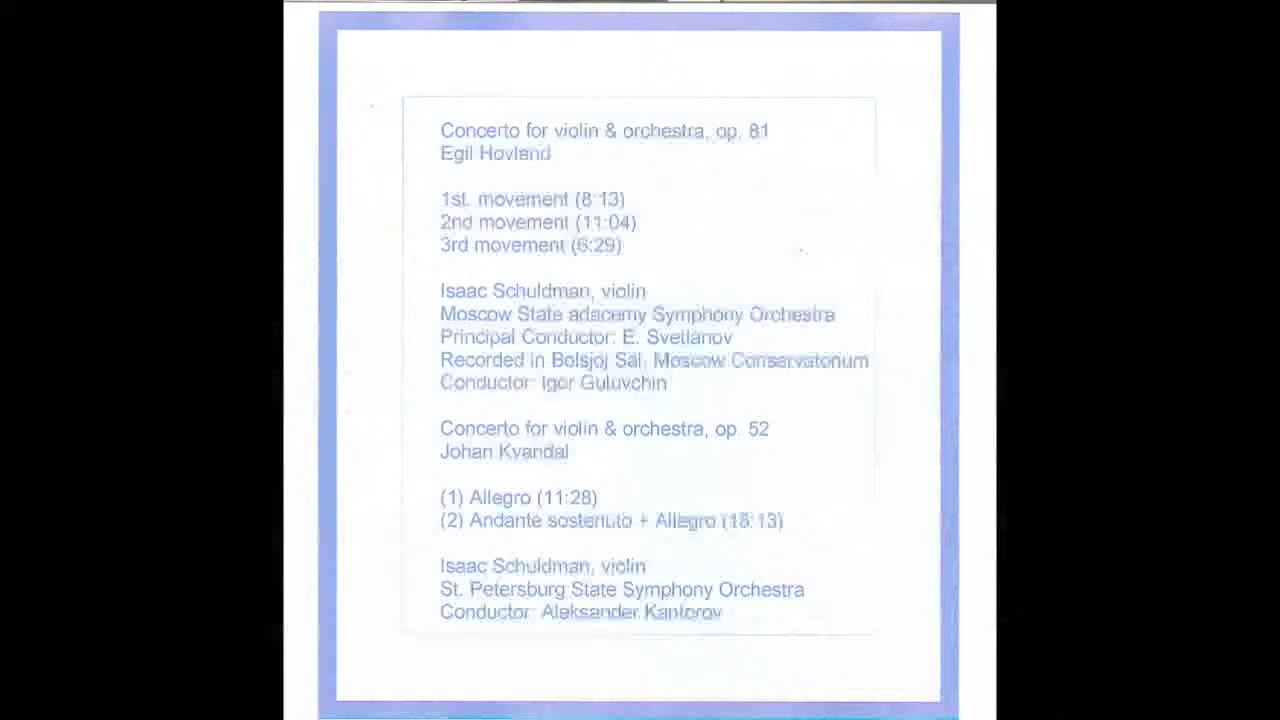 Concerto for violin & orchestra, op. 81
Egil Hovland
1st. movement (8:13)
2nd movement (11:04)
3rd movement (6:29)
Isaac Schuldman, violin
Moscow State adacemy Symphony Orchestra
Principal Conductor: E. Svetlanov
Recorded in Bolsjoj Sal, Moscow Conservatorium
Conductor: Igor Guluvchin
Concerto for violin & orchestra, op. 52
Johan Kvandal
(1) Allegro (11:28)
(2) Andante sostenuto + Allegro (18:13)
Isaac Schuldman, violin
St. Petersburg State Symphony Orchestra
Conductor: Aleksander Kantorov